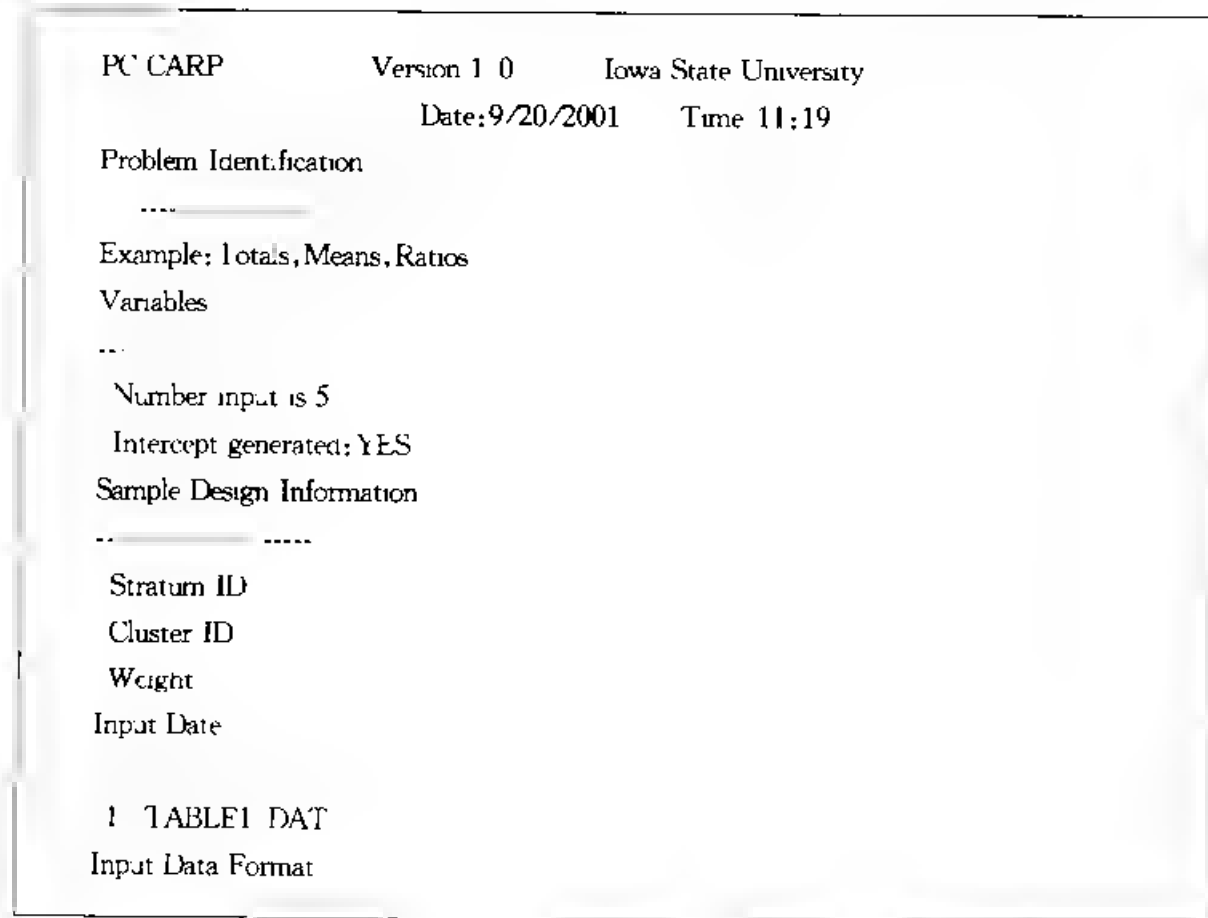 PC CARP Version 1 0 Iowa State University
Date:9/20/2001 Time 11:19
Problem Identification
----
Example: Totals,Means,Ratios
Variables
---
Number input is 5
Intercept generated:YES
Sample Design Information
-- -----
Stratum ID
Cluster ID
Weight
Input Date
1 TABLE1 DAT
Input Data Format